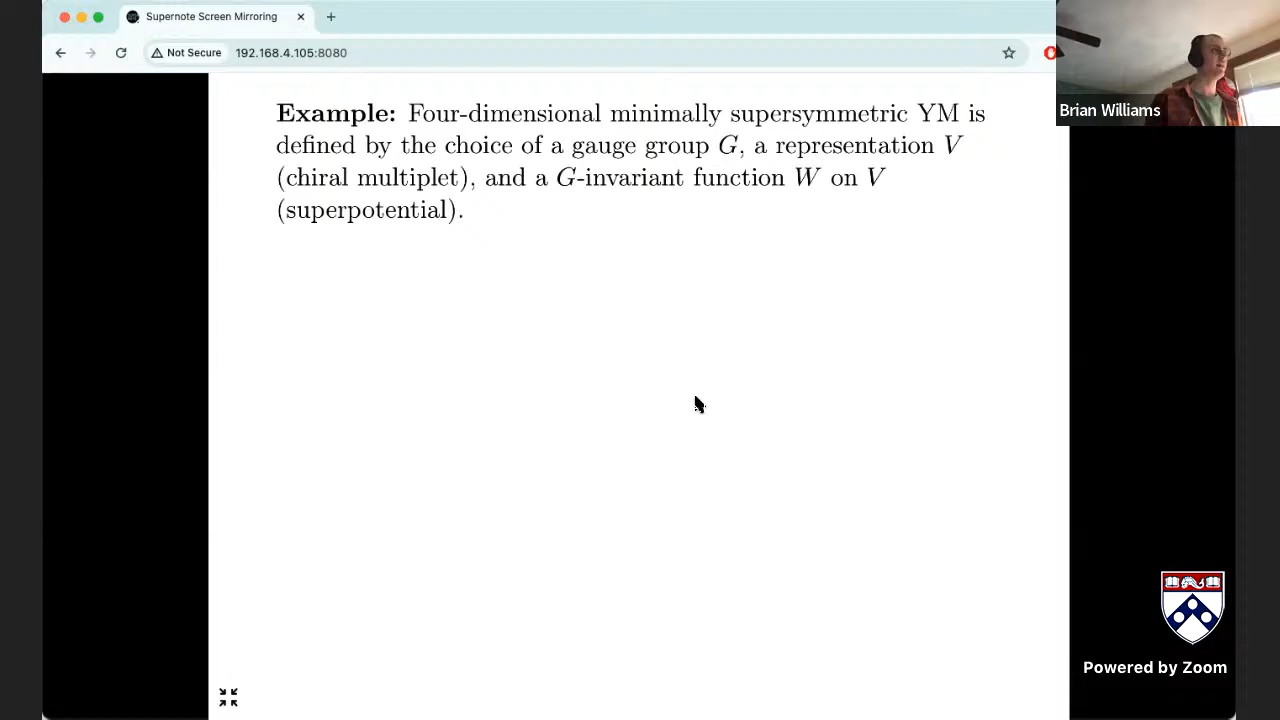 Supernote Screen Mirroring
Not Secure
192.168.4.105:8080
Brian Williams
Example: Four-dimensional minimally supersymmetric YM is
defined by the choice of a gauge group G, a representation V
(chiral multiplet), and a G-invariant function W on V
(superpotential).
Powered by Zoom